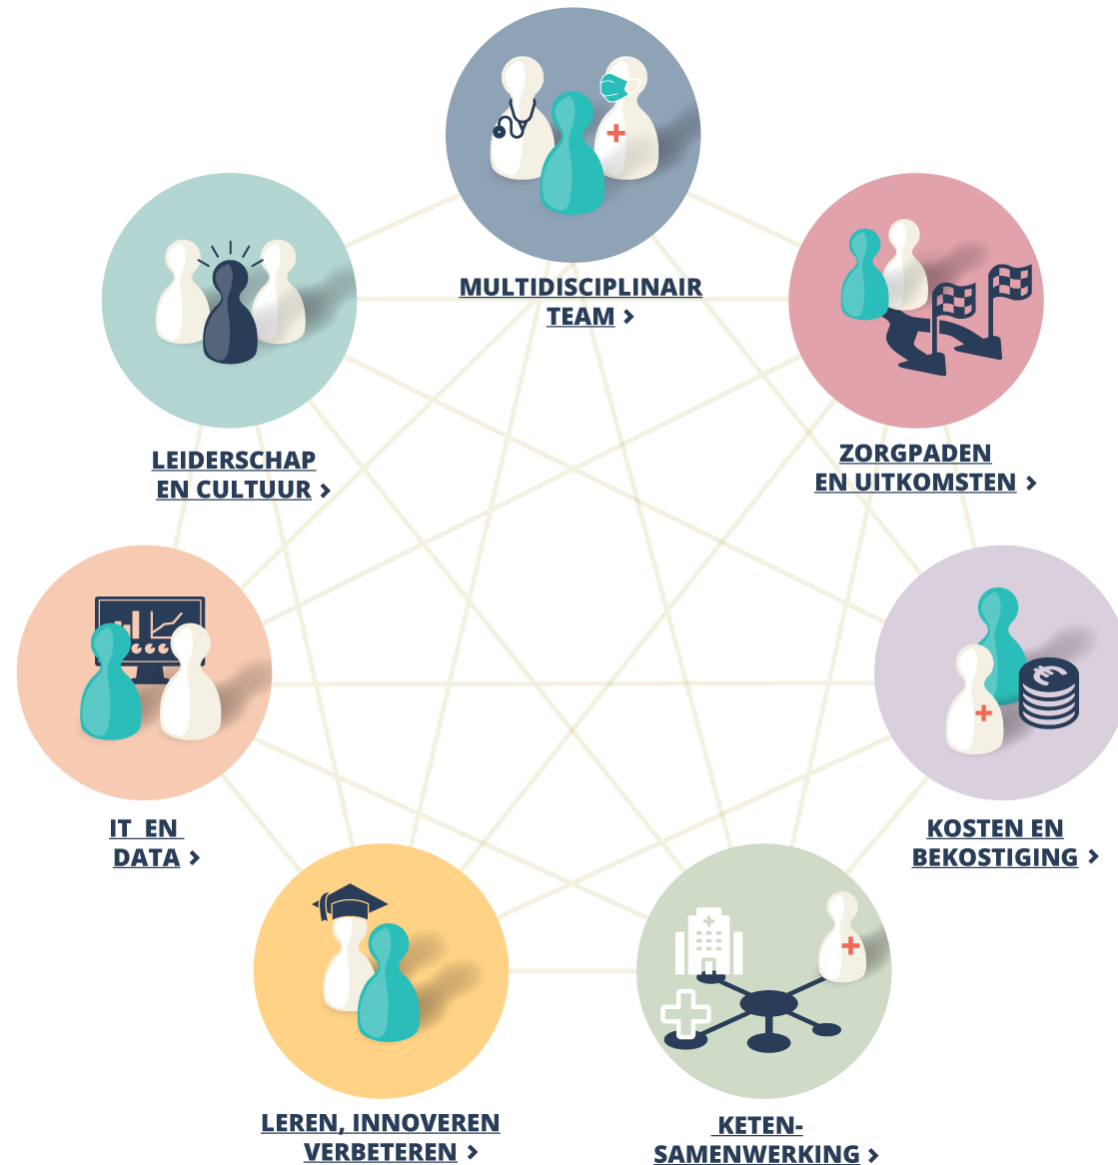 MULTIDISCIPLINAIR
TEAM >
ZORGPADEN
EN UITKOMSTEN >
LEIDERSCHAP
EN CULTUUR >
€
IT EN
DATA >
KOSTEN EN
BEKOSTIGING >
LEREN, INNOVEREN
VERBETEREN >
KETEN-
SAMENWERKING >